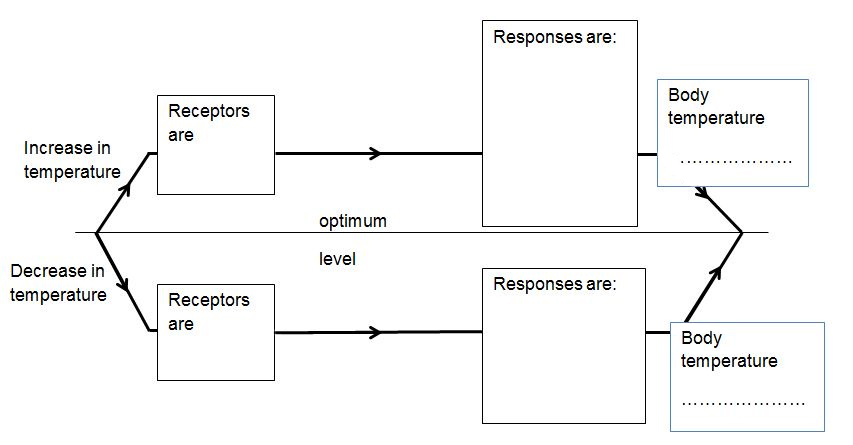 Responses are:
Body
temperature
...................
Receptors
are
Increase in
temperature
optimum
level
Decrease in
temperature
Receptors
are
Responses are:
Body
temperature
.....................